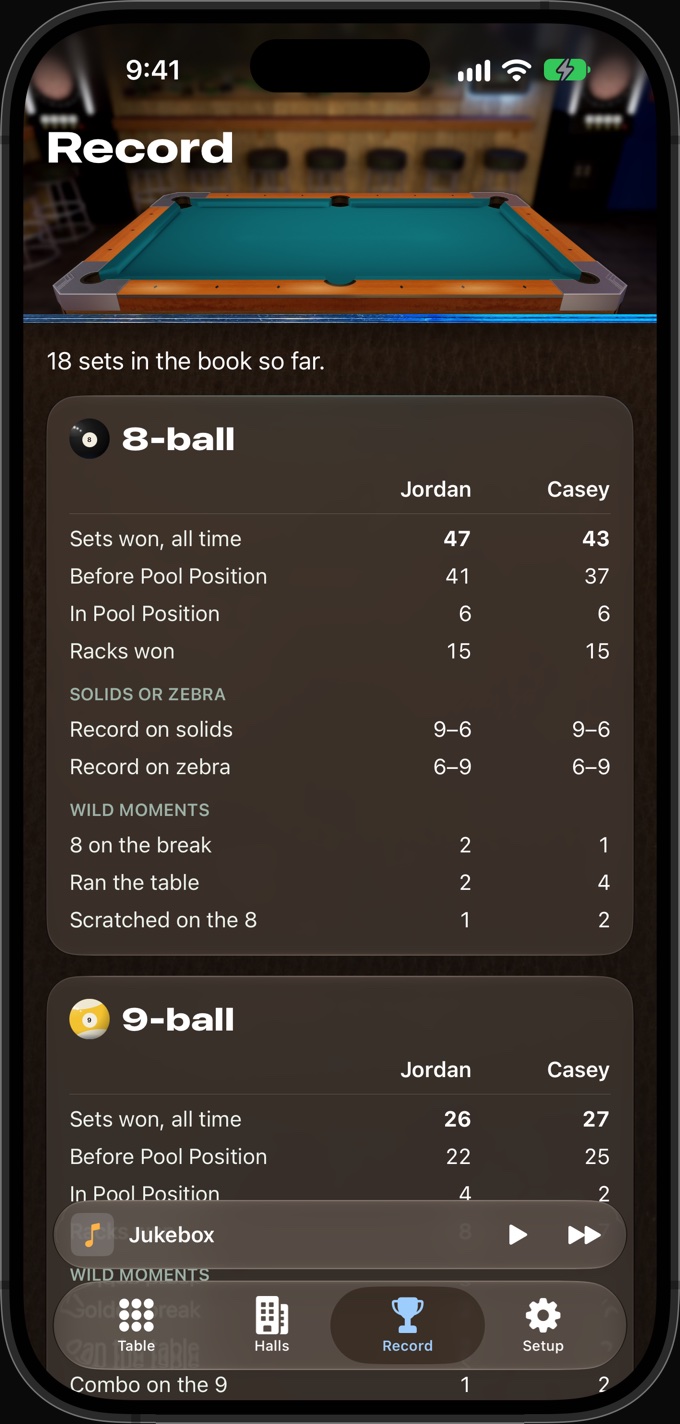 9:41
Record
18 sets in the book so far.
8 8-ball
Jordan Casey
Sets won, all time 47 43
Before Pool Position 41 37
In Pool Position 6 6
Racks won 15 15
SOLIDS OR ZEBRA
Record on solids 9–6 9–6
Record on zebra 6–9 6–9
WILD MOMENTS
8 on the break 2 1
Ran the table 2 4
Scratched on the 8 1 2
9 9-ball
Jordan Casey
Sets won, all time 26 27
Before Pool Position 22 25
In Pool Position 4 2
Jukebox
WILD MOMENTS
Table Halls Record Setup
Combo on the 9 1 2